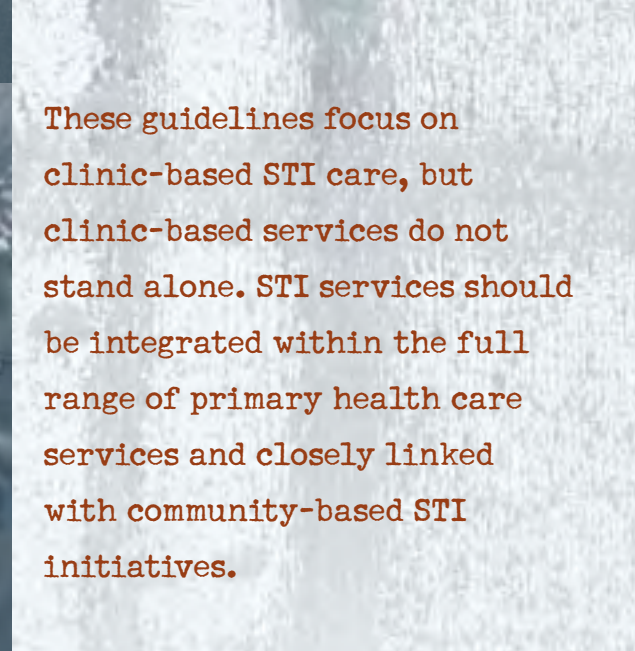 These guidelines focus on
clinic-based STI care, but
clinic-based services do not
stand alone. STI services should
be integrated within the full
range of primary health care
services and closely linked
with community-based STI
initiatives.